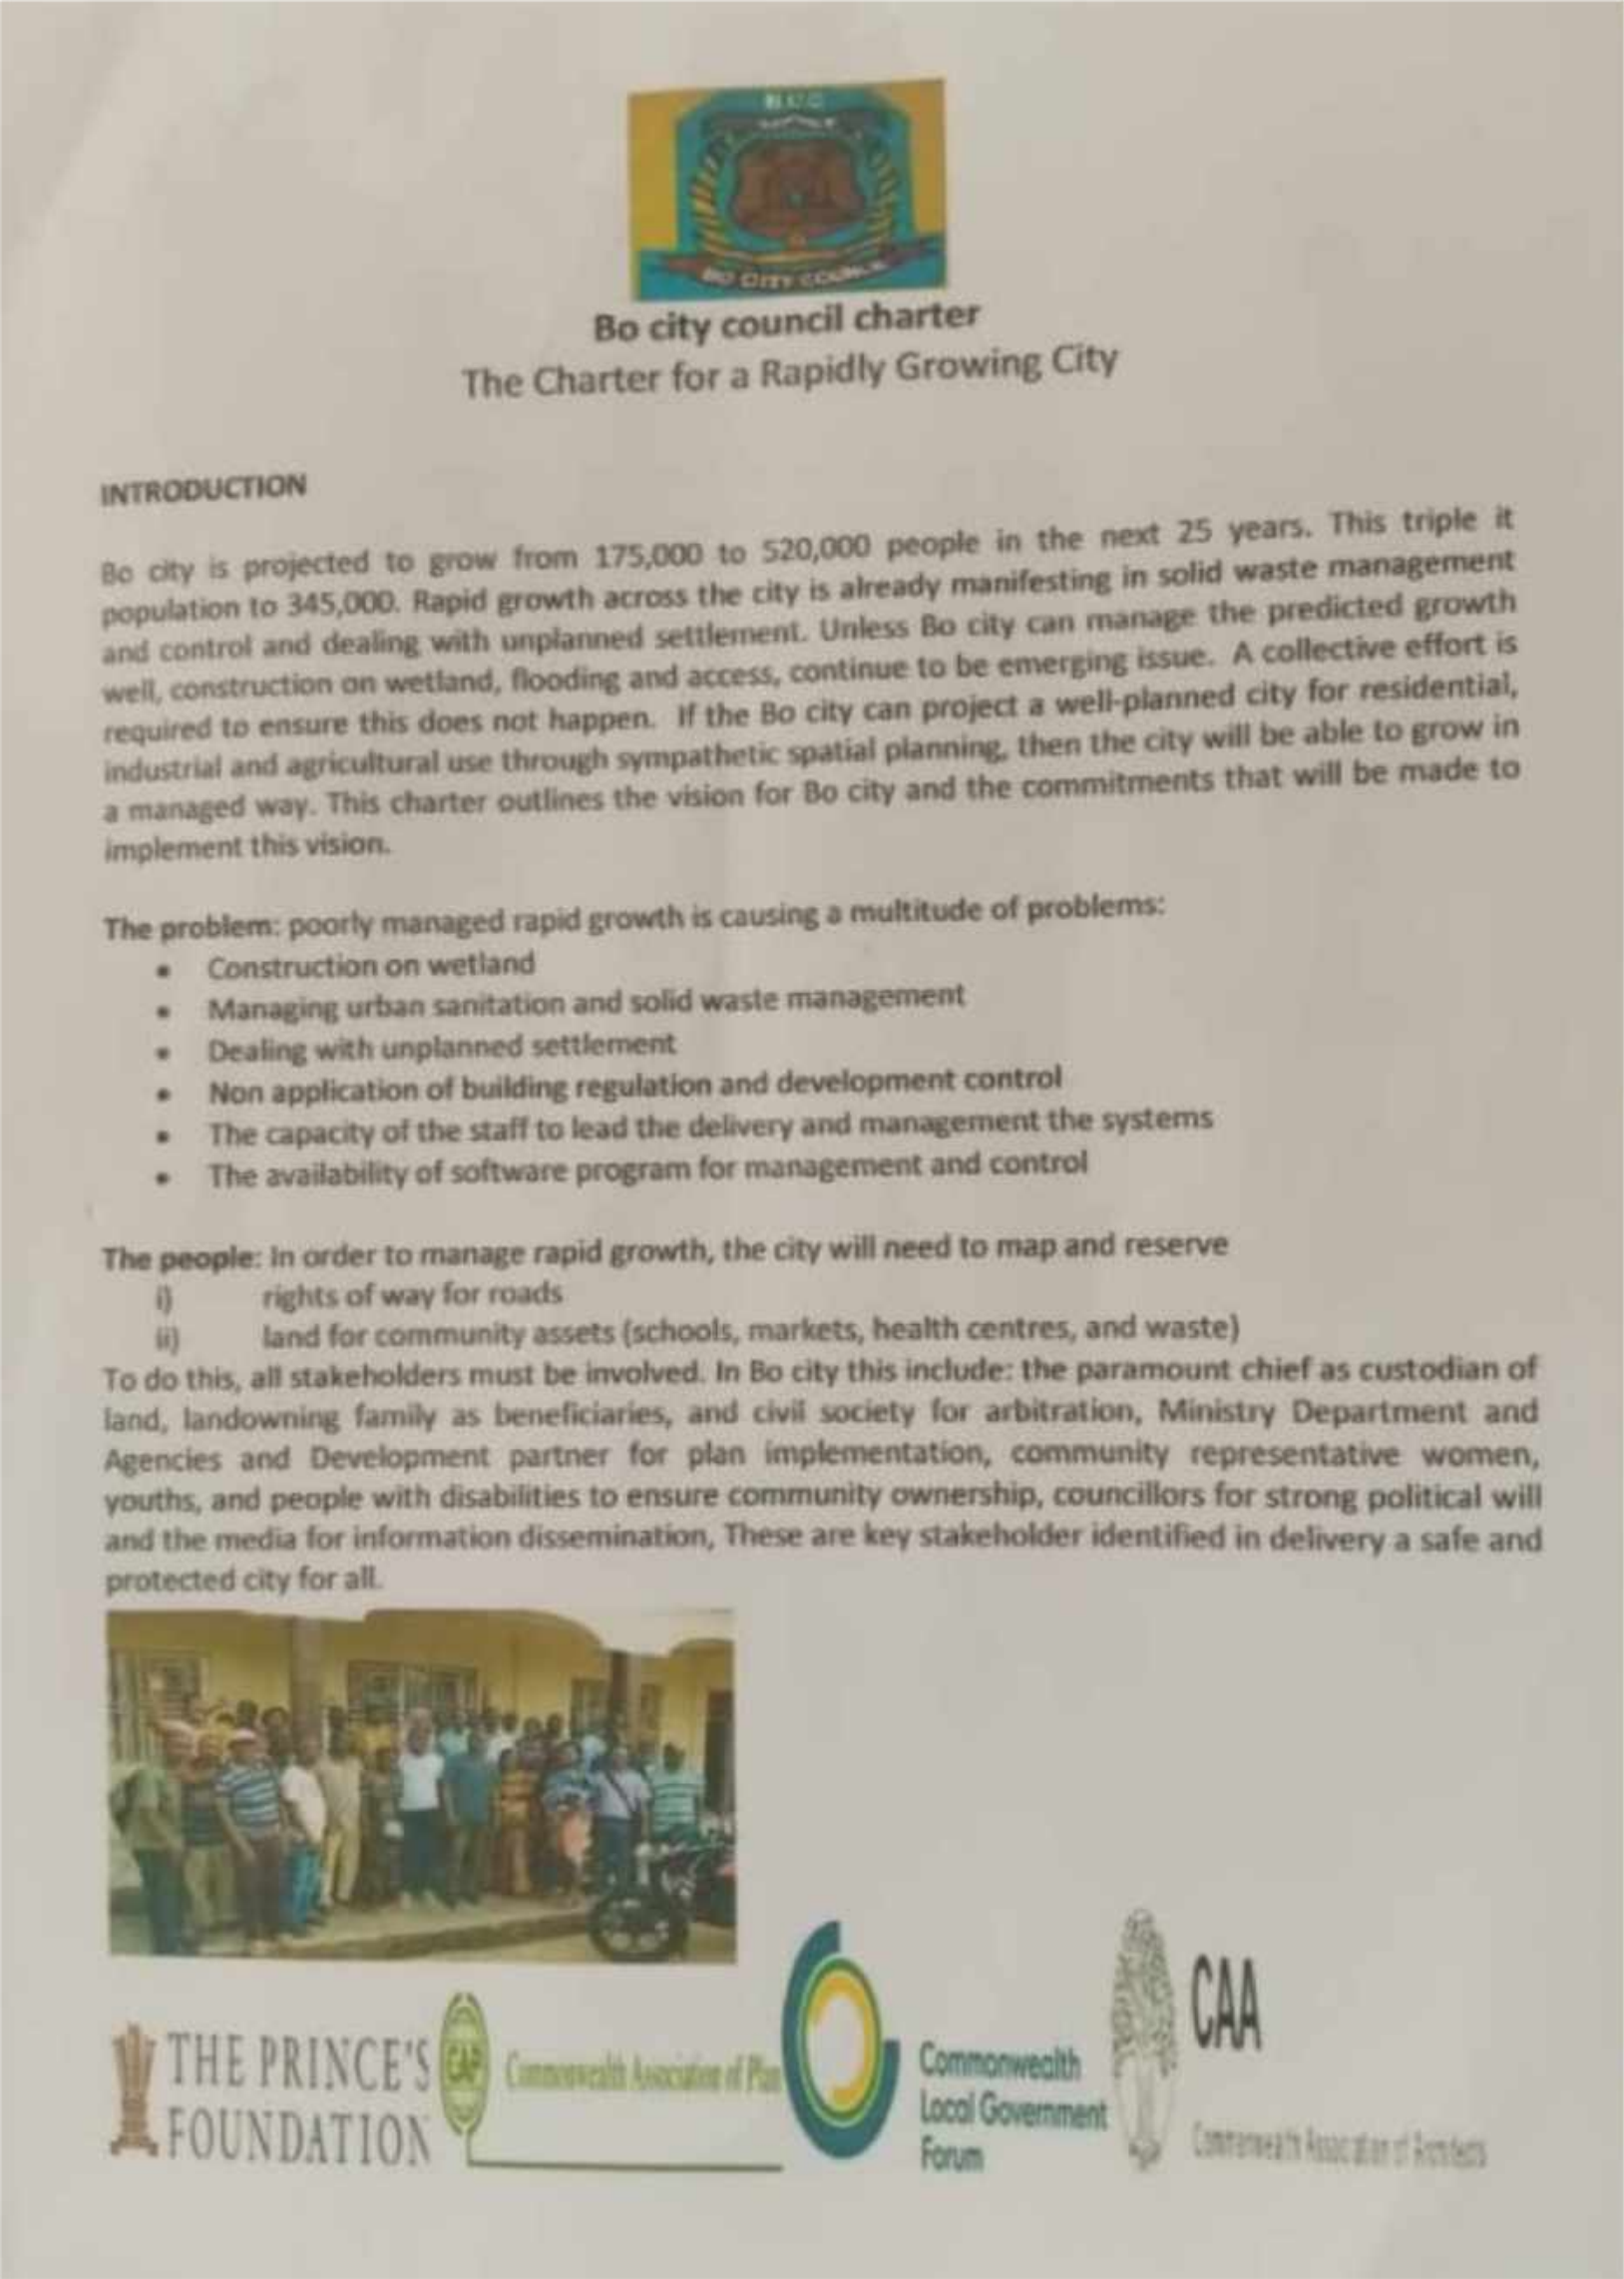 BO CITY COUNCIL
Bo city council charter
The Charter for a Rapidly Growing City
INTRODUCTION
Bo city is projected to grow from 175,000 to 520,000 people in the next 25 years. This triple it
population to 345,000. Rapid growth across the city is already manifesting in solid waste management
and control and dealing with unplanned settlement. Unless Bo city can manage the predicted growth
well, construction on wetland, flooding and access, continue to be emerging issue. A collective effort is
required to ensure this does not happen. If the Bo city can project a well-planned city for residential,
industrial and agricultural use through sympathetic spatial planning, then the city will be able to grow in
a managed way. This charter outlines the vision for Bo city and the commitments that will be made to
implement this vision.
The problem: poorly managed rapid growth is causing a multitude of problems:
• Construction on wetland
• Managing urban sanitation and solid waste management
• Dealing with unplanned settlement
• Non application of building regulation and development control
• The capacity of the staff to lead the delivery and management the systems
• The availability of software program for management and control
The people: In order to manage rapid growth, the city will need to map and reserve
i) rights of way for roads
ii) land for community assets (schools, markets, health centres, and waste)
To do this, all stakeholders must be involved. In Bo city this include: the paramount chief as custodian of
land, landowning family as beneficiaries, and civil society for arbitration, Ministry Department and
Agencies and Development partner for plan implementation, community representative women,
youths, and people with disabilities to ensure community ownership, councillors for strong political will
and the media for information dissemination, These are key stakeholder identified in delivery a safe and
protected city for all.
THE PRINCE'S
FOUNDATION
CAP
Commonwealth Association of Plan
Commonwealth
Local Government
Forum
CAA
Commonwealth Association of Architects